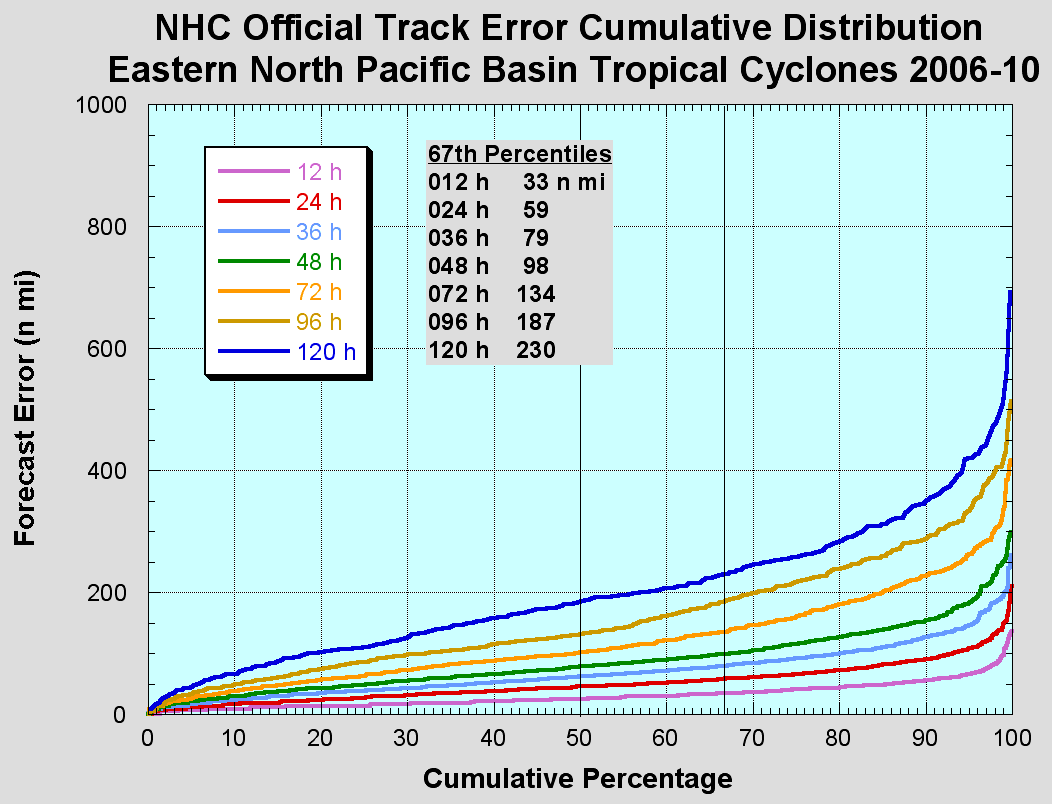 NHC Official Track Error Cumulative Distribution
Eastern North Pacific Basin Tropical Cyclones 2006-10
1000
800
600
400
200
0
Forecast Error (n mi)
12 h
24 h
36 h
48 h
72 h
96 h
120 h
67th Percentiles
012 h 33 n mi
024 h 59
036 h 79
048 h 98
072 h 134
096 h 187
120 h 230
0 10 20 30 40 50 60 70 80 90 100
Cumulative Percentage